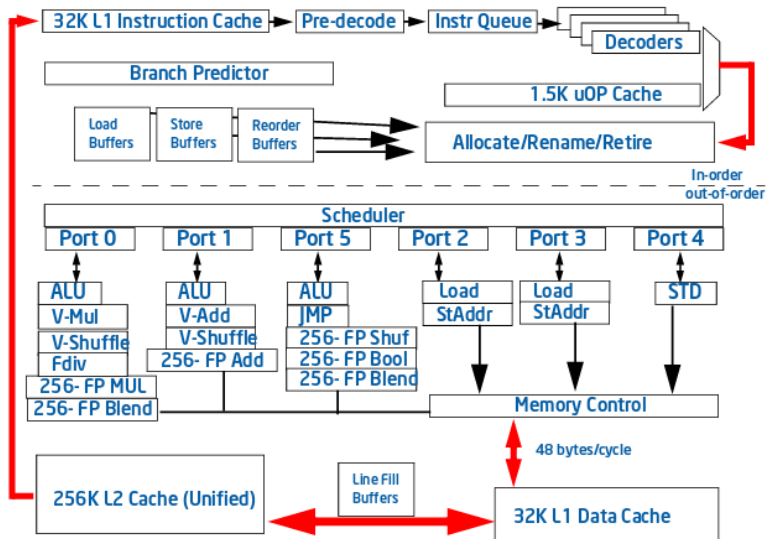 32K L1 Instruction Cache
Pre-decode
Instr Queue
Decoders
Branch Predictor
1.5K uOP Cache
Load
Buffers
Store
Buffers
Reorder
Buffers
Allocate/Rename/Retire
In-order
out-of-order
Scheduler
Port 0
Port 1
Port 5
Port 2
Port 3
Port 4
ALU
V-Mul
V-Shuffle
Fdiv
256- FP MUL
256- FP Blend
ALU
V-Add
V-Shuffle
256- FP Add
ALU
JMP
256- FP Shuf
256- FP Bool
256- FP Blend
Load
StAddr
Load
StAddr
STD
Memory Control
48 bytes/cycle
256K L2 Cache (Unified)
Line Fill
Buffers
32K L1 Data Cache